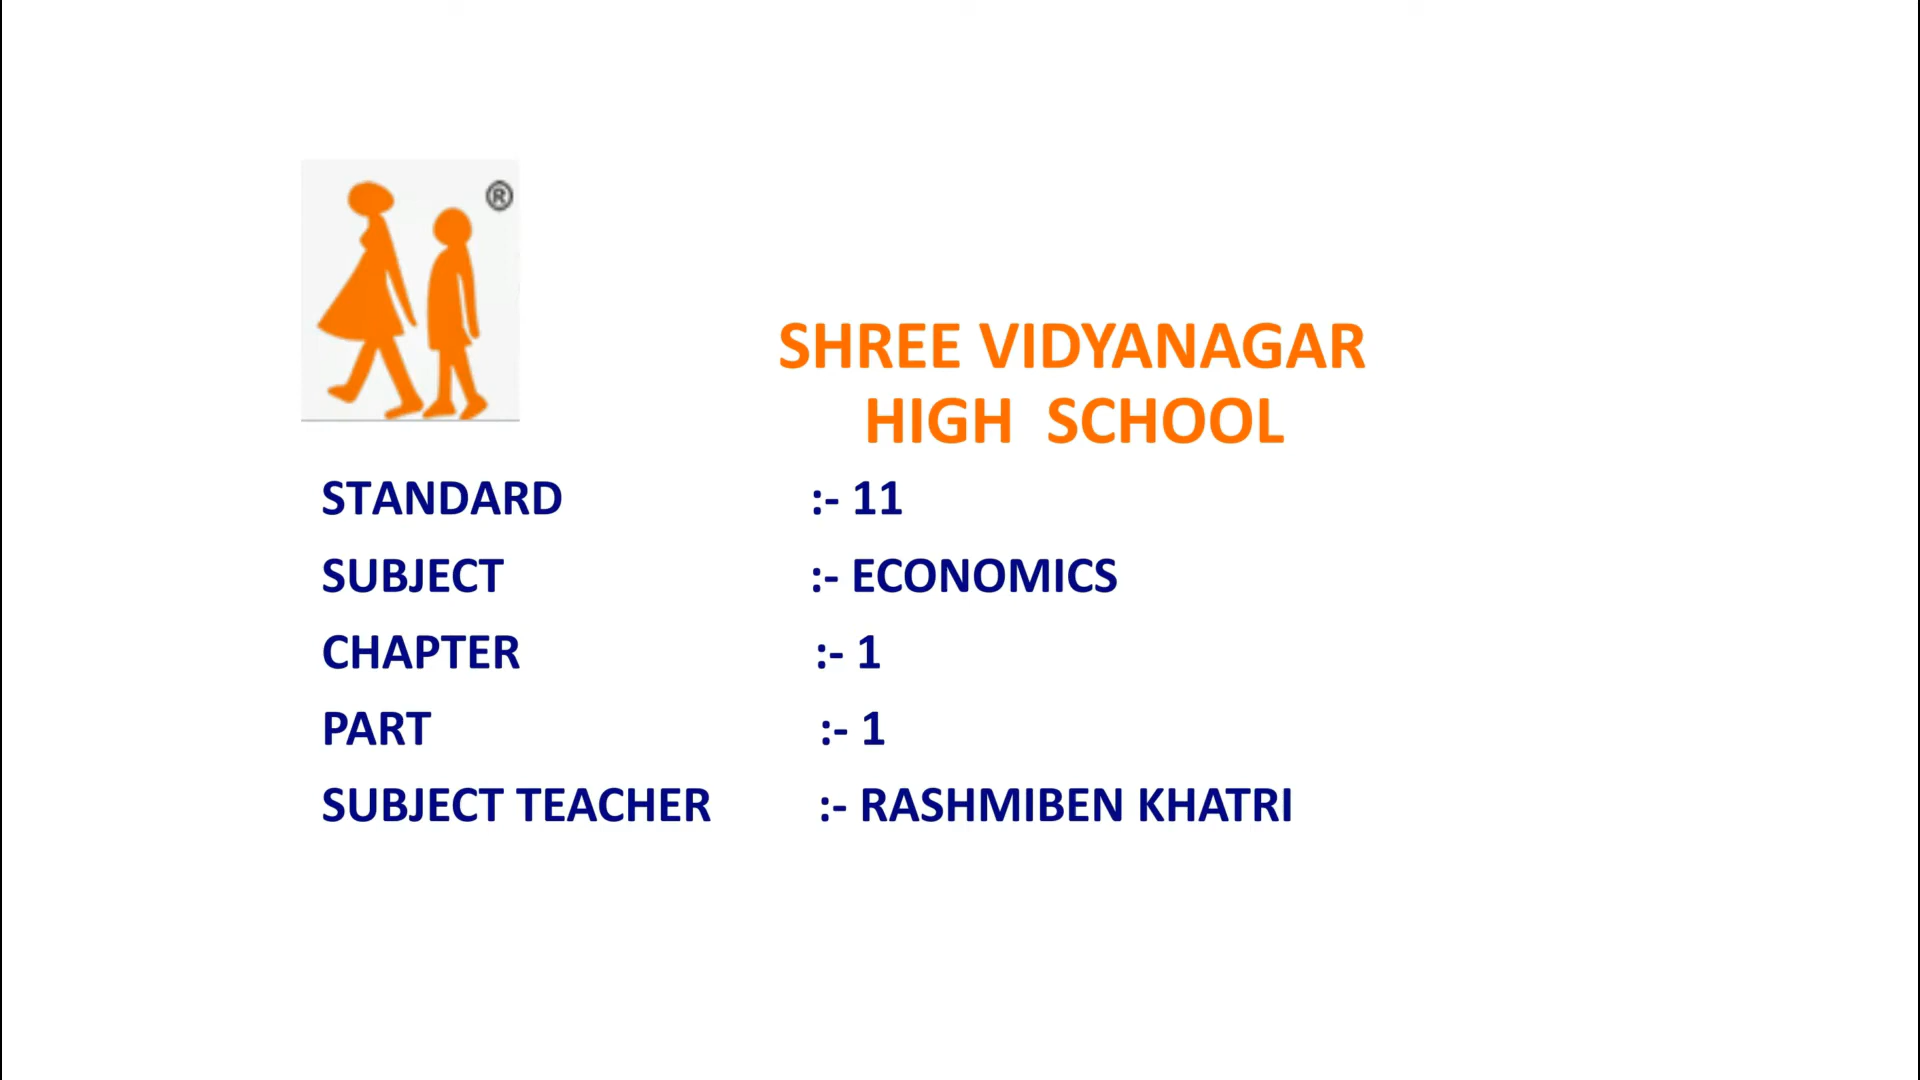 ®
SHREE VIDYANAGAR
HIGH SCHOOL
STANDARD :- 11
SUBJECT :- ECONOMICS
CHAPTER :- 1
PART :- 1
SUBJECT TEACHER :- RASHMIBEN KHATRI